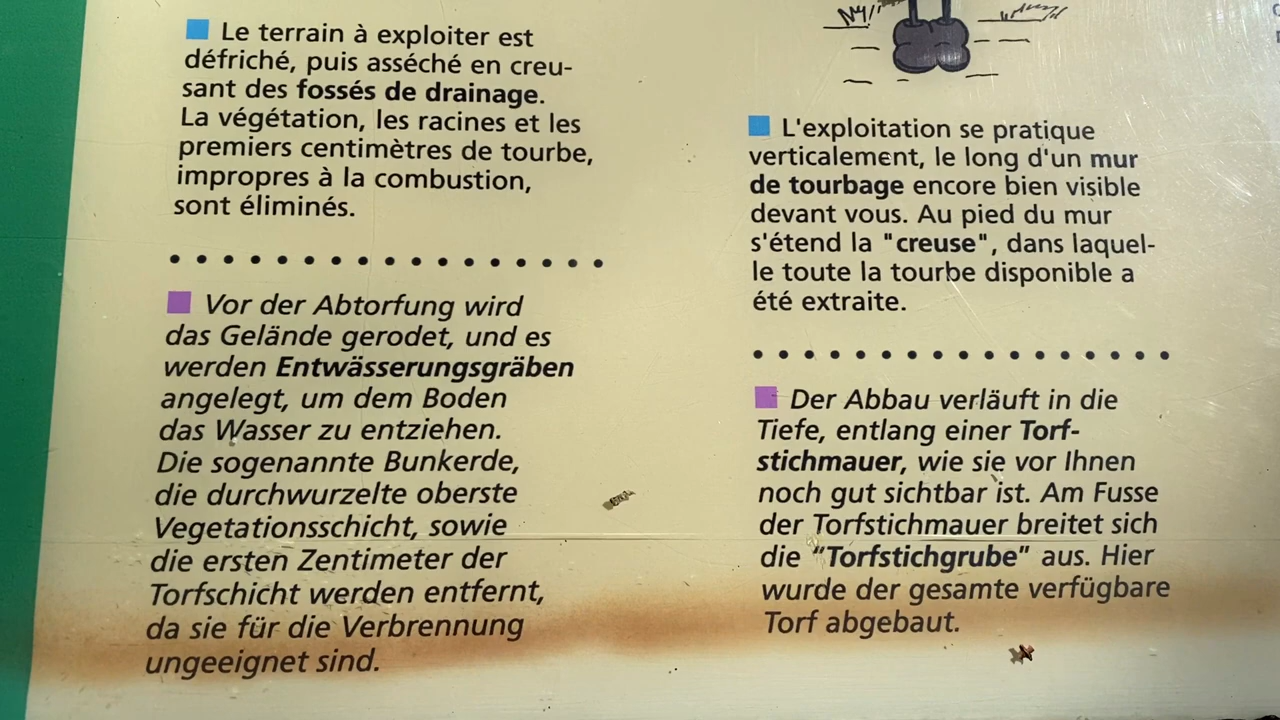 Le terrain à exploiter est
défriché, puis asséché en creu-
sant des fossés de drainage.
La végétation, les racines et les
premiers centimètres de tourbe,
impropres à la combustion,
sont éliminés.
Vor der Abtorfung wird
das Gelände gerodet, und es
werden Entwässerungsgräben
angelegt, um dem Boden
das Wasser zu entziehen.
Die sogenannte Bunkerde,
die durchwurzelte oberste
Vegetationsschicht, sowie
die ersten Zentimeter der
Torfschicht werden entfernt,
da sie für die Verbrennung
ungeeignet sind.
L'exploitation se pratique
verticalement, le long d'un mur
de tourbage encore bien visible
devant vous. Au pied du mur
s'étend la "creuse", dans laquel-
le toute la tourbe disponible a
été extraite.
Der Abbau verläuft in die
Tiefe, entlang einer Torf-
stichmauer, wie sie vor Ihnen
noch gut sichtbar ist. Am Fusse
der Torfstichmauer breitet sich
die "Torfstichgrube" aus. Hier
wurde der gesamte verfügbare
Torf abgebaut.